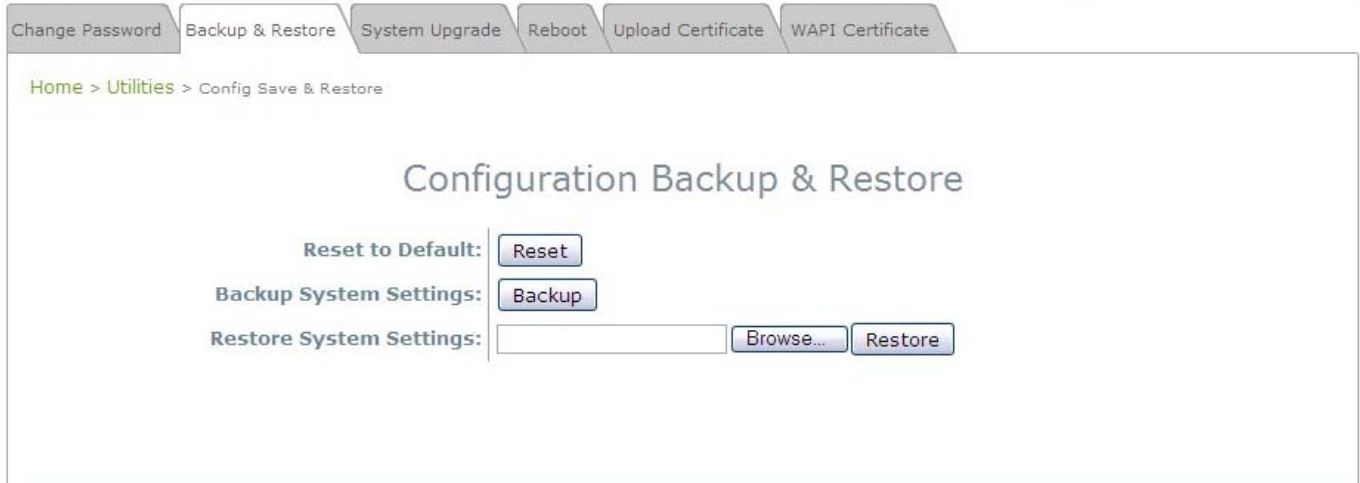 Change Password Backup & Restore System Upgrade Reboot Upload Certificate WAPI Certificate
Home > Utilities > Config Save & Restore
Configuration Backup & Restore
Reset to Default: Reset
Backup System Settings: Backup
Restore System Settings: Browse... Restore